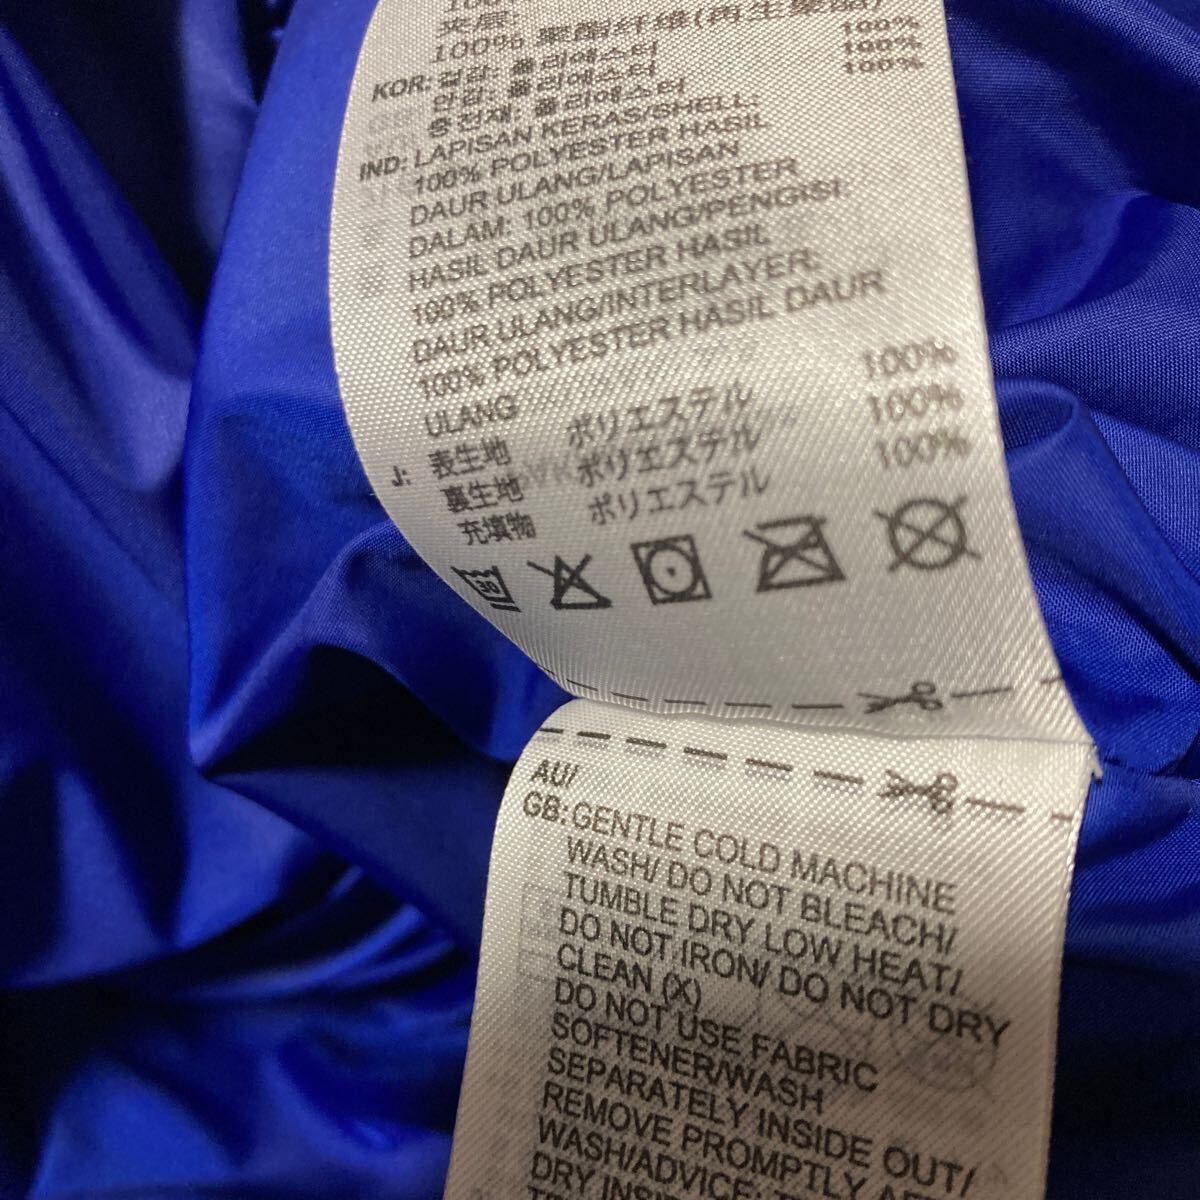 100%
夹层:
100% 聚酯纤维(再生聚酯)
KOR: 겉감: 폴리에스터 100%
안감: 폴리에스터 100%
충전재: 폴리에스터 100%
IND: LAPISAN KERAS/SHELL:
100% POLYESTER HASIL
DAUR ULANG/LAPISAN
DALAM: 100% POLYESTER
HASIL DAUR ULANG/PENGISI:
100% POLYESTER HASIL
DAUR ULANG/INTERLAYER:
100% POLYESTER HASIL DAUR
ULANG
J: 表生地 ポリエステル 100%
裏生地 ポリエステル 100%
充填物 ポリエステル 100%
30
AU/
GB: GENTLE COLD MACHINE
WASH/ DO NOT BLEACH/
TUMBLE DRY LOW HEAT/
DO NOT IRON/ DO NOT DRY
CLEAN (X)
DO NOT USE FABRIC
SOFTENER/WASH
SEPARATELY INSIDE OUT/
REMOVE PROMPTLY
WASH/ADVICE: